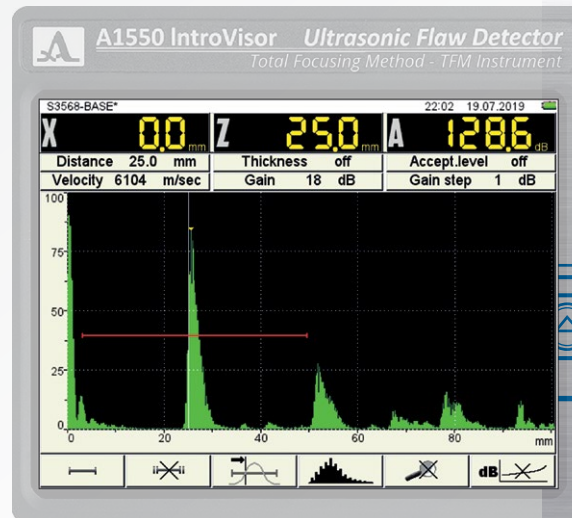 A1550 IntroVisor Ultrasonic Flaw Detector
Total Focusing Method - TFM Instrument
S3568-BASE* 22:02 19.07.2019
X 0.0 mm Z 25.0 mm A 128.6 dB
Distance 25.0 mm Thickness off Accept.level off
Velocity 6104 m/sec Gain 18 dB Gain step 1 dB
100
75
50
25
0
0 20 40 60 80 mm
dB